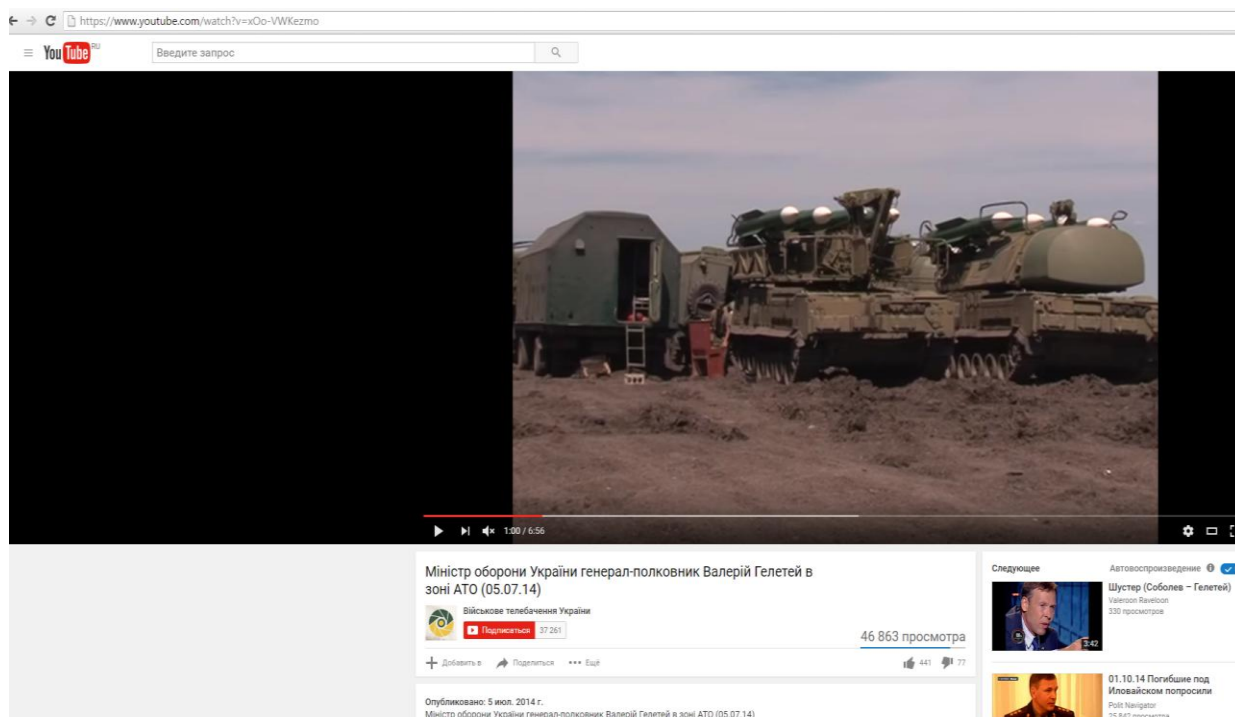 https://www.youtube.com/watch?v=xOo-VWKezmo
YouTube RU
Введите запрос
1:00 / 6:56
Міністр оборони України генерал-полковник Валерій Гелетей в
зоні АТО (05.07.14)
Військове телебачення України
Подписаться 37 261
46 863 просмотра
Добавить в Поделиться Ещё
441 77
Опубликовано: 5 июл. 2014 г.
Міністр оборони України генерал-полковник Валерій Гелетей в зоні АТО (05.07.14)
Следующее Автовоспроизведение
Шустер (Соболев – Гелетей)
Valeroon Raveloon
330 просмотров
3:42
01.10.14 Погибшие под
Иловайском попросили
Polit Navigator
25 842 просмотра